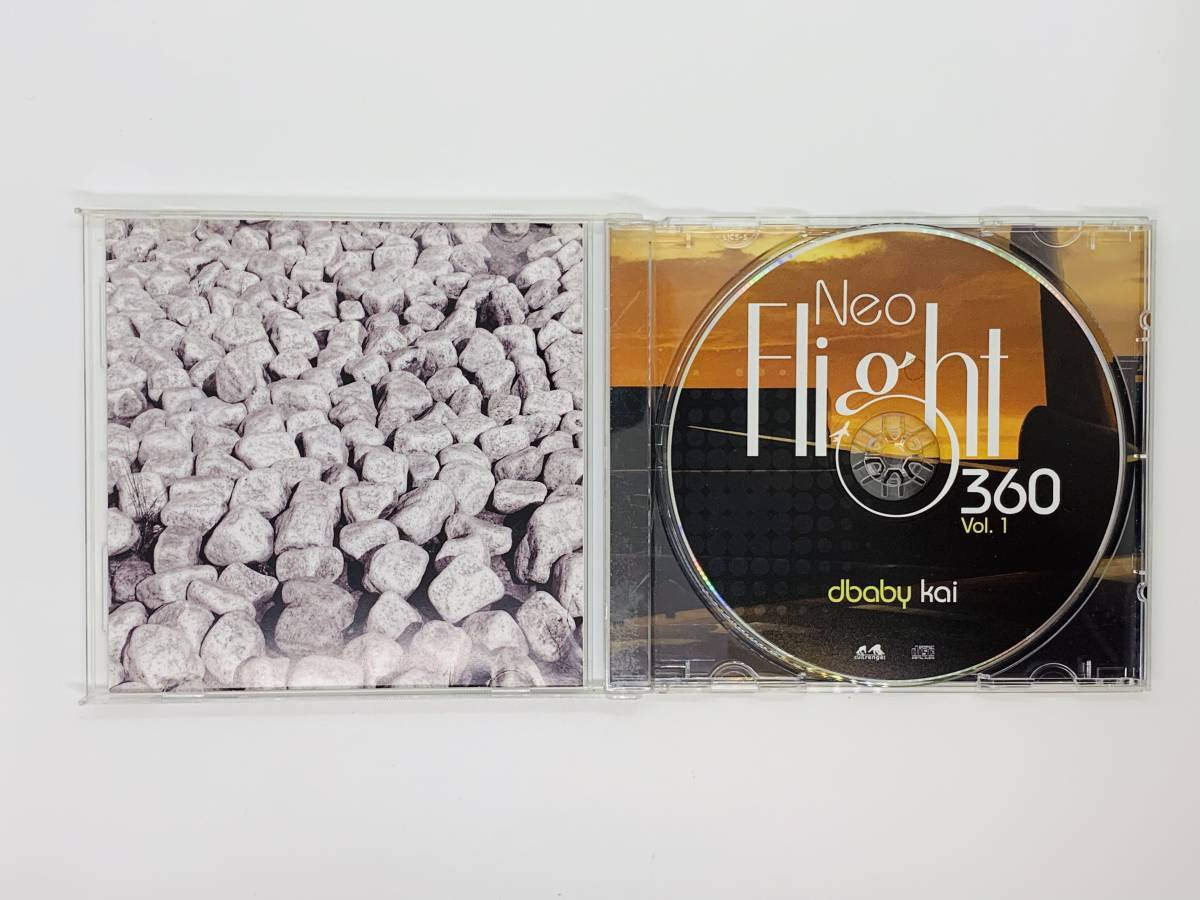 Neo
Flight
360
Vol. 1
dbaby kai